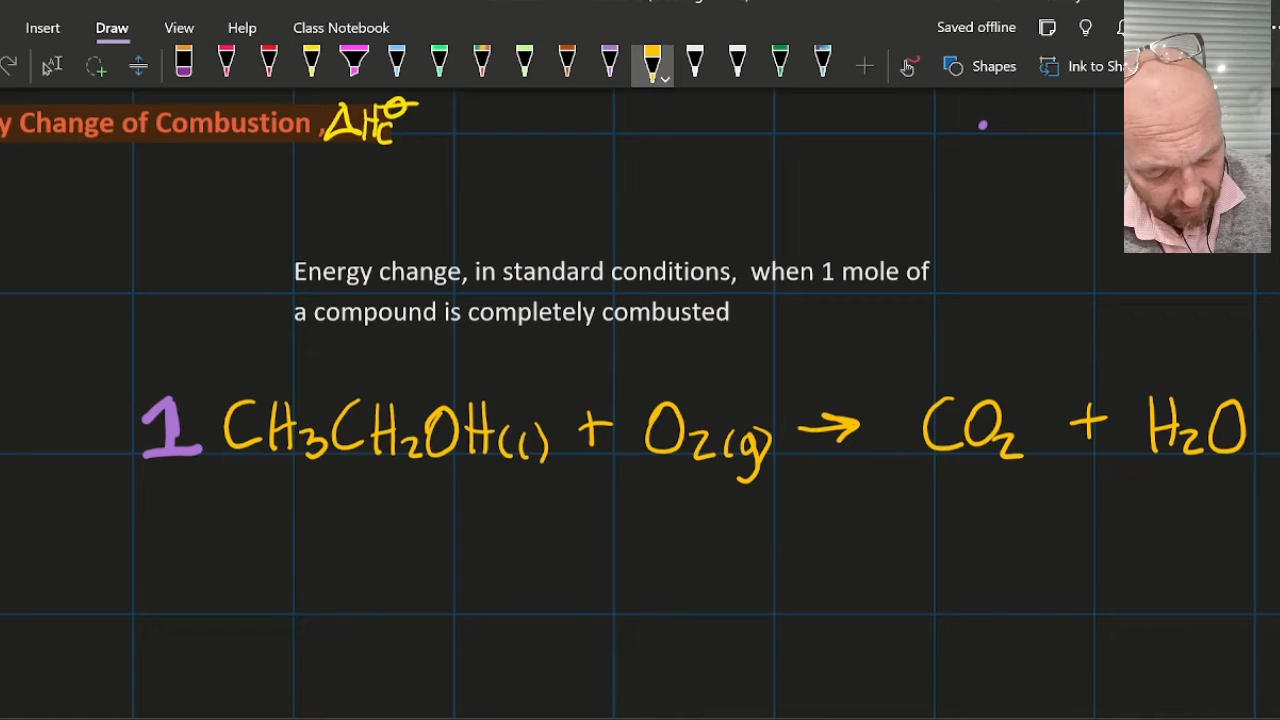 Insert Draw View Help Class Notebook Saved offline
Shapes Ink to Sha
y Change of Combustion , ΔHc⦵
Energy change, in standard conditions, when 1 mole of
a compound is completely combusted
1 CH₃CH₂OH(l) + O₂(g) → CO₂ + H₂O